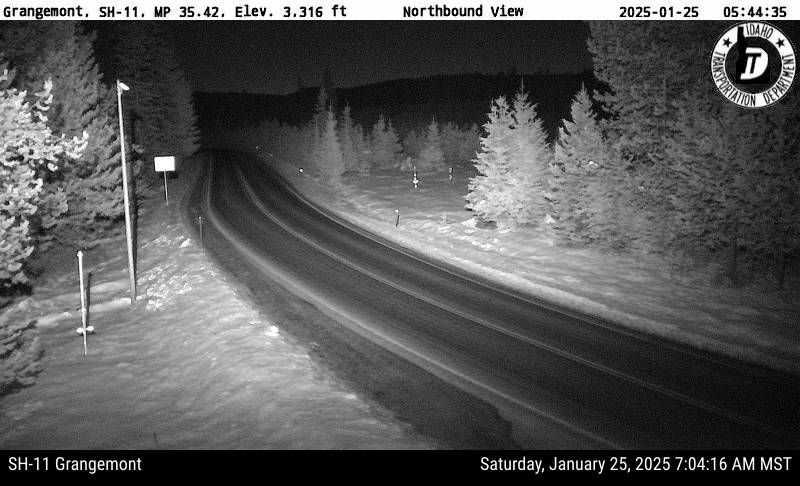 Grangemont, SH-11, MP 35.42, Elev. 3,316 ft Northbound View 2025-01-25 05:44:35
IDAHO
TRANSPORTATION DEPARTMENT
SH-11 Grangemont Saturday, January 25, 2025 7:04:16 AM MST